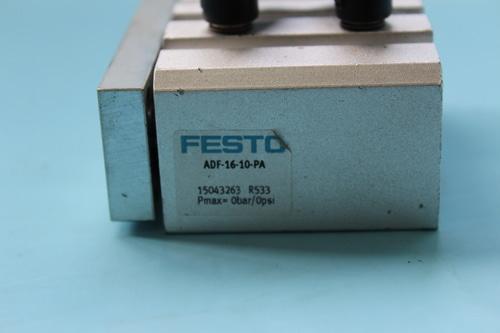 FESTO
ADF-16-10-PA
15043263 R533
Pmax= 0bar/0psi